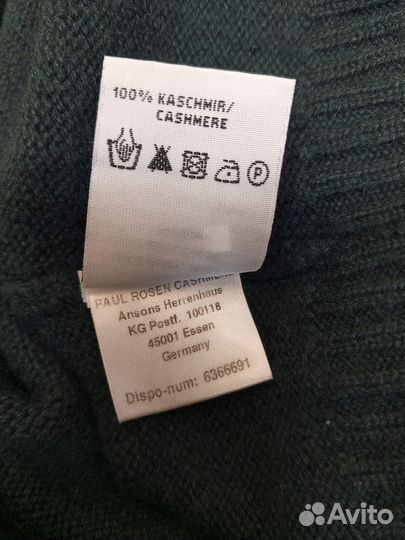 100% KASCHMIR/
CASHMERE
P
PAUL ROSEN CASHMERE
Ansons Herrenhaus
KG Postf. 100118
45001 Essen
Germany
Dispo-num: 6366691
Avito